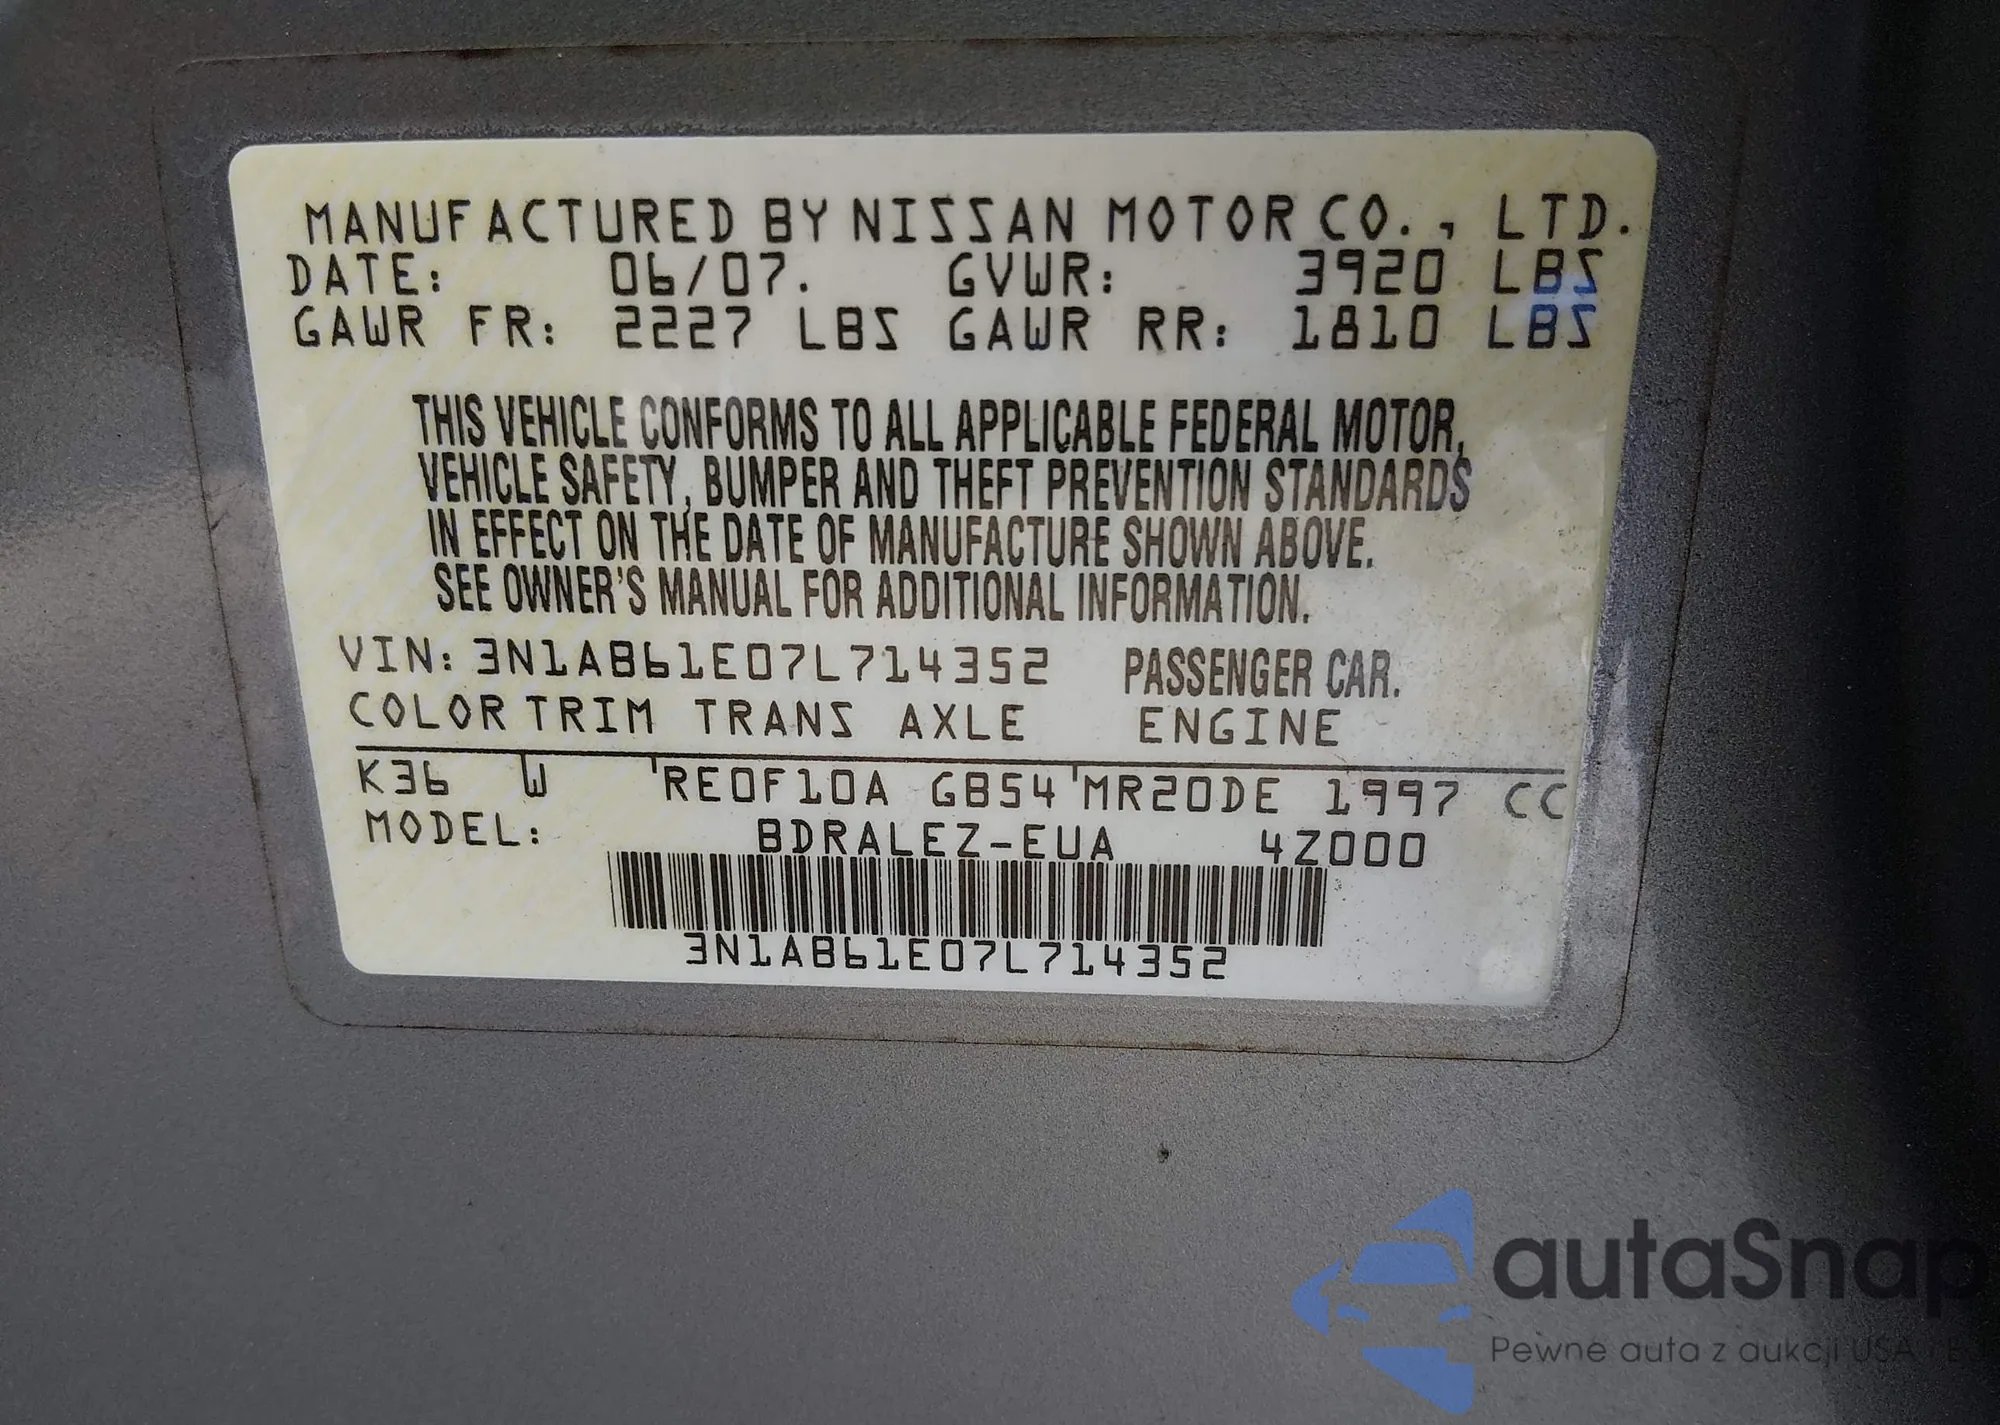 MANUFACTURED BY NISSAN MOTOR CO., LTD.
DATE: 06/07. GVWR: 3920 LBS
GAWR FR: 2227 LBS GAWR RR: 1810 LBS
THIS VEHICLE CONFORMS TO ALL APPLICABLE FEDERAL MOTOR,
VEHICLE SAFETY, BUMPER AND THEFT PREVENTION STANDARDS
IN EFFECT ON THE DATE OF MANUFACTURE SHOWN ABOVE.
SEE OWNER'S MANUAL FOR ADDITIONAL INFORMATION.
VIN: 3N1AB61E07L714352 PASSENGER CAR.
COLOR TRIM TRANS AXLE ENGINE
K36 W 'RE0F10A GB54 'MR20DE 1997 CC
MODEL: BDRALEZ-EUA 4Z000
3N1AB61E07L714352
autaSnap
Pewne auta z aukcji USA i EU